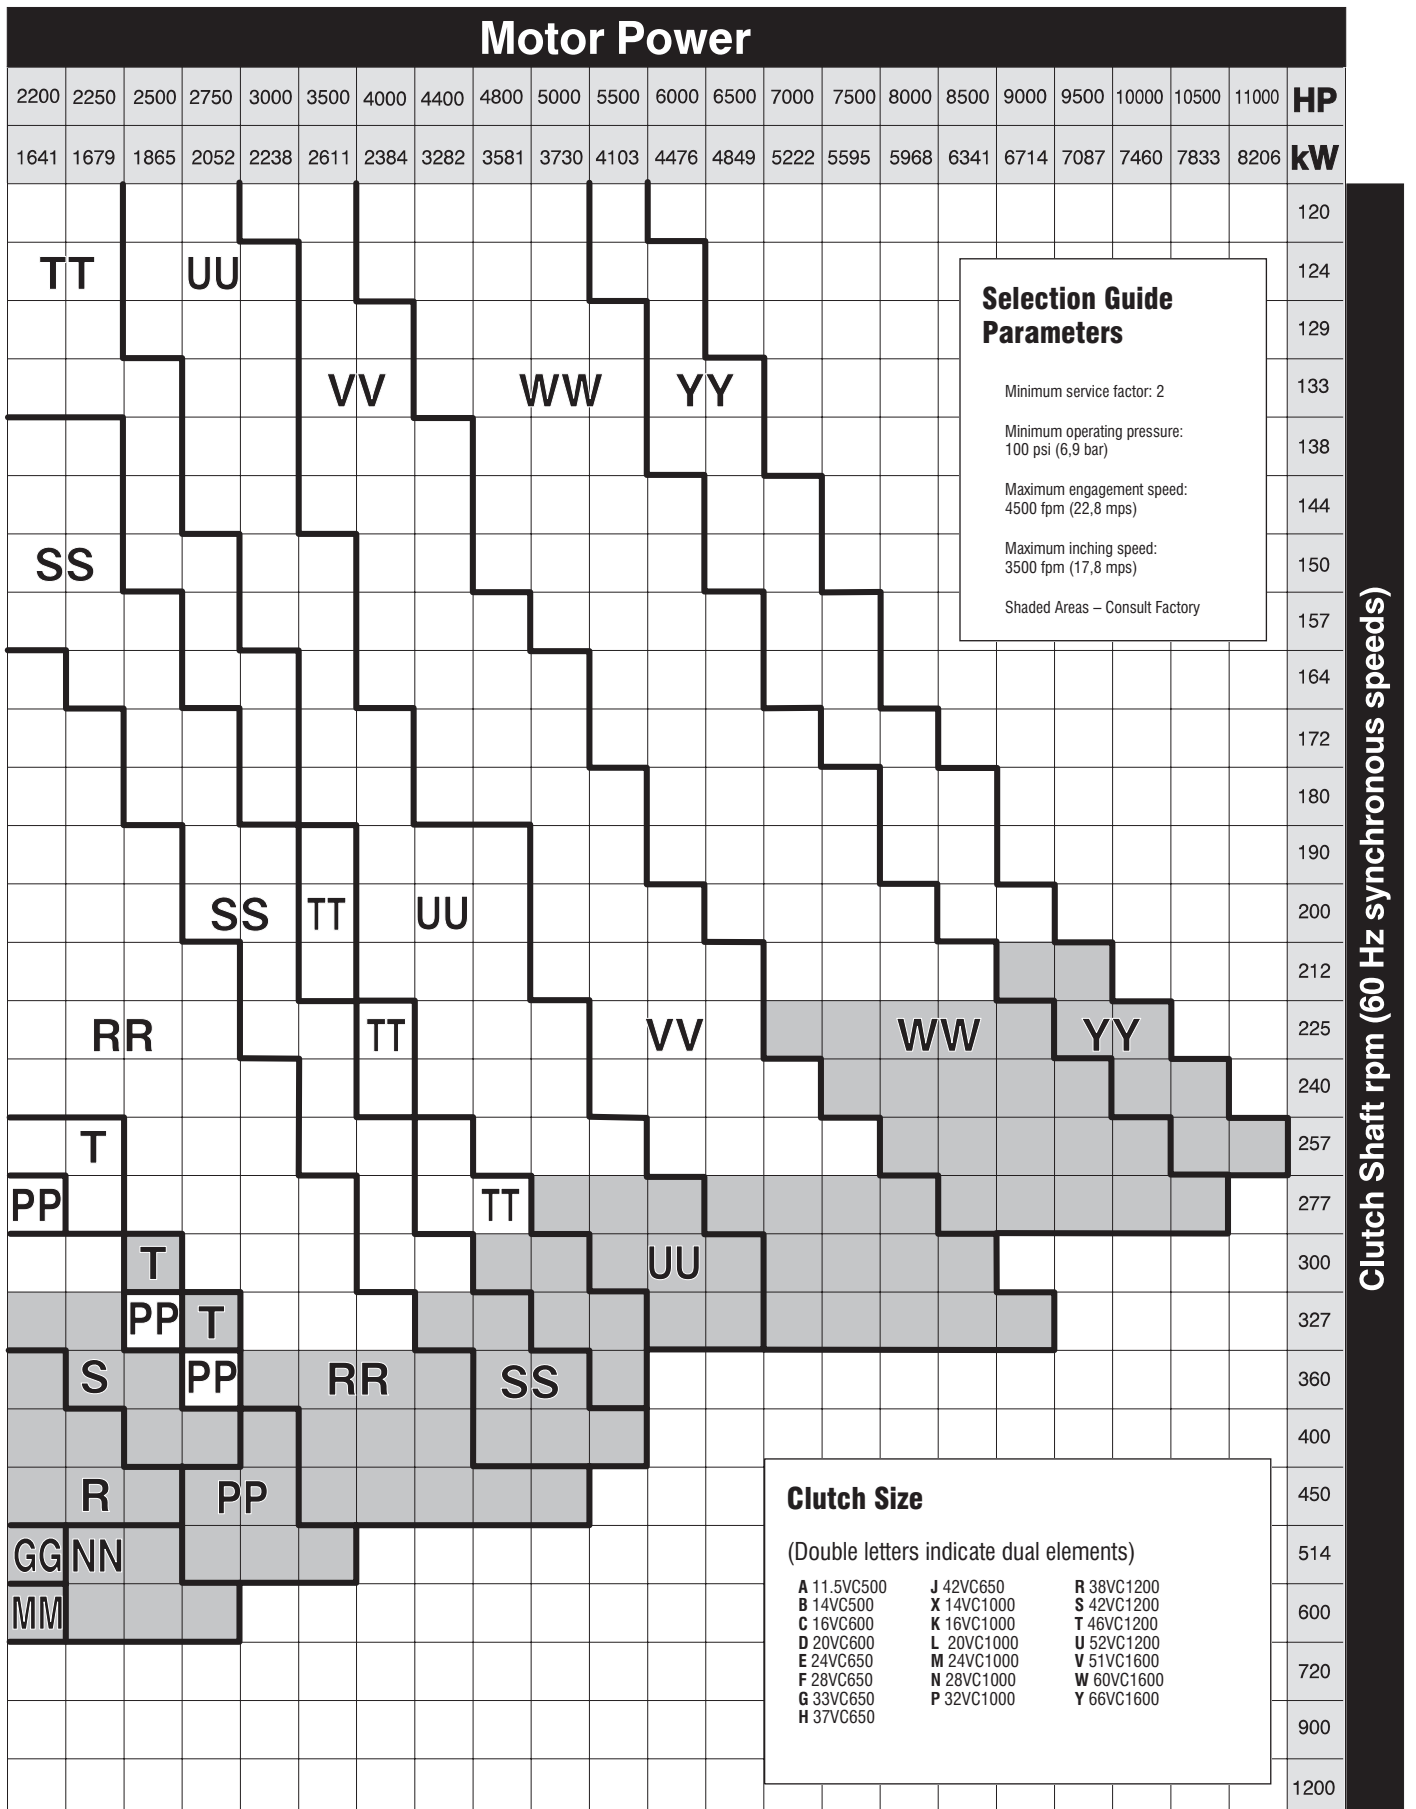 Motor Power
2200 2250 2500 2750 3000 3500 4000 4400 4800 5000 5500 6000 6500 7000 7500 8000 8500 9000 9500 10000 10500 11000 HP
1641 1679 1865 2052 2238 2611 2384 3282 3581 3730 4103 4476 4849 5222 5595 5968 6341 6714 7087 7460 7833 8206 kW
120
TT UU 124
129
VV WW YY 133
138
144
SS 150
157
164
172
180
190
SS TT UU 200
212
RR TT VV WW YY 225
240
T 257
PP TT 277
T UU 300
PP T 327
S PP RR SS 360
400
R PP 450
GG NN 514
MM 600
720
900
1200
Clutch Shaft rpm (60 Hz synchronous speeds)
Selection Guide
Parameters
Minimum service factor: 2
Minimum operating pressure:
100 psi (6,9 bar)
Maximum engagement speed:
4500 fpm (22,8 mps)
Maximum inching speed:
3500 fpm (17,8 mps)
Shaded Areas – Consult Factory
Clutch Size
(Double letters indicate dual elements)
A 11.5VC500 J 42VC650 R 38VC1200
B 14VC500 X 14VC1000 S 42VC1200
C 16VC600 K 16VC1000 T 46VC1200
D 20VC600 L 20VC1000 U 52VC1200
E 24VC650 M 24VC1000 V 51VC1600
F 28VC650 N 28VC1000 W 60VC1600
G 33VC650 P 32VC1000 Y 66VC1600
H 37VC650